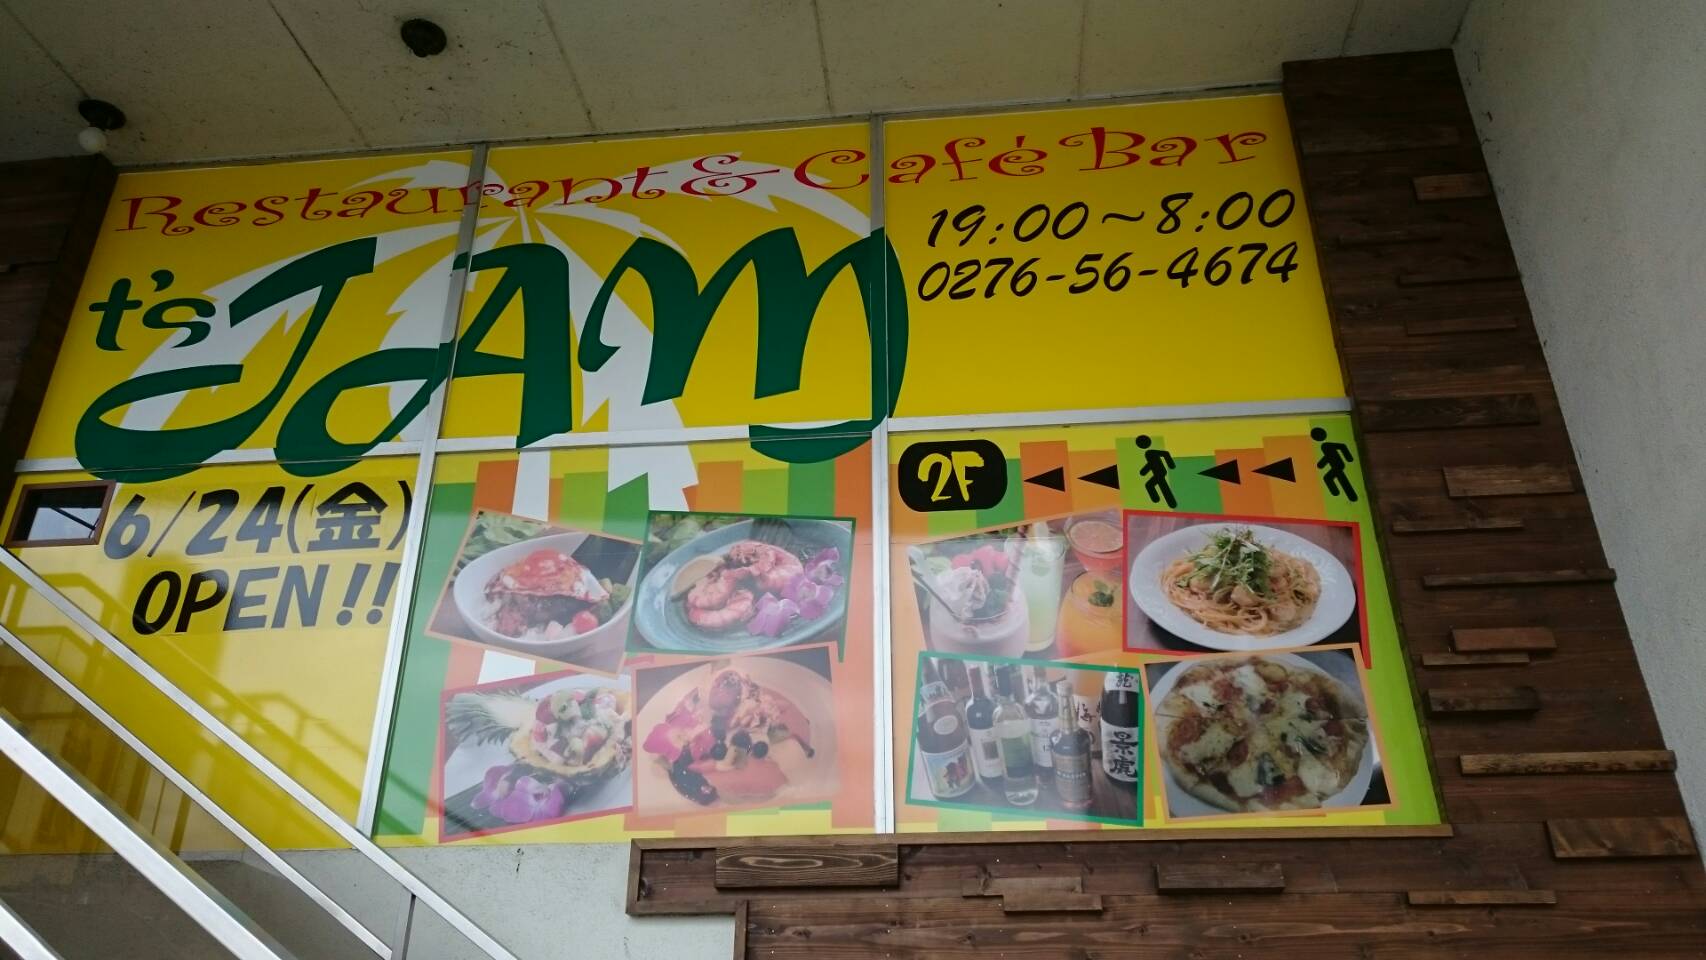 Restaurant & Café Bar
t's JAM
19:00~8:00
0276-56-4674
6/24(金)
OPEN!!
2F
景虎